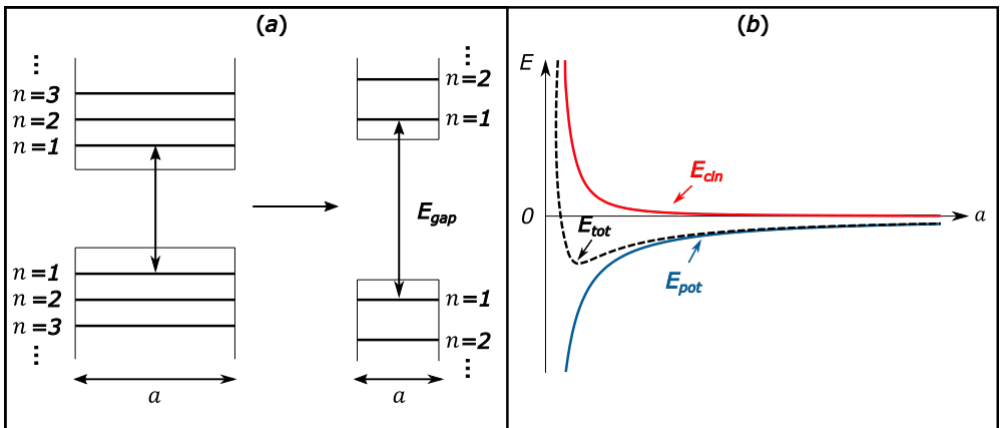 (a)
⋮
n=3
n=2
n=1
n=1
n=2
n=3
⋮
a
E_gap
⋮
n=2
n=1
n=1
n=2
⋮
a
(b)
E
0
a
E_cin
E_tot
E_pot